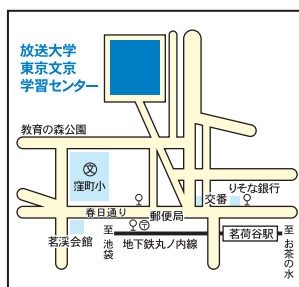 放送大学
東京文京
学習センター
教育の森公園
文
窪町小
りそな銀行
交番
春日通り
郵便局
茗渓会館
〒
至池袋
地下鉄丸ノ内線
茗荷谷駅
至お茶の水